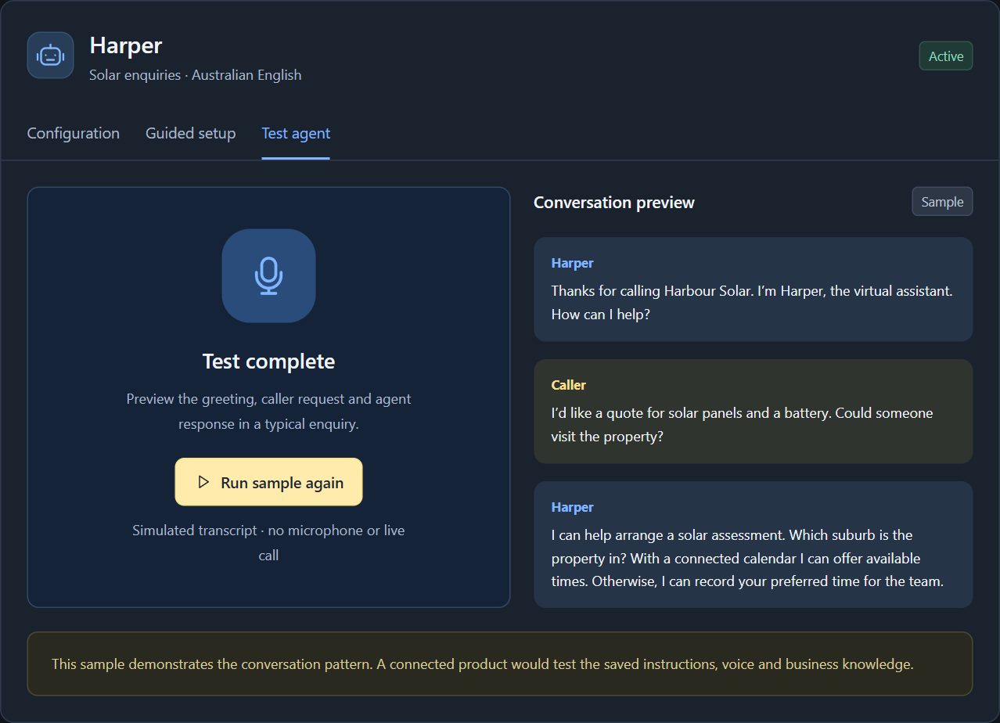 Harper
Solar enquiries · Australian English
Active
Configuration
Guided setup
Test agent
Test complete
Preview the greeting, caller request and agent
response in a typical enquiry.
Run sample again
Simulated transcript · no microphone or live
call
Conversation preview
Sample
Harper
Thanks for calling Harbour Solar. I’m Harper, the virtual assistant.
How can I help?
Caller
I’d like a quote for solar panels and a battery. Could someone
visit the property?
Harper
I can help arrange a solar assessment. Which suburb is the
property in? With a connected calendar I can offer available
times. Otherwise, I can record your preferred time for the team.
This sample demonstrates the conversation pattern. A connected product would test the saved instructions, voice and business knowledge.